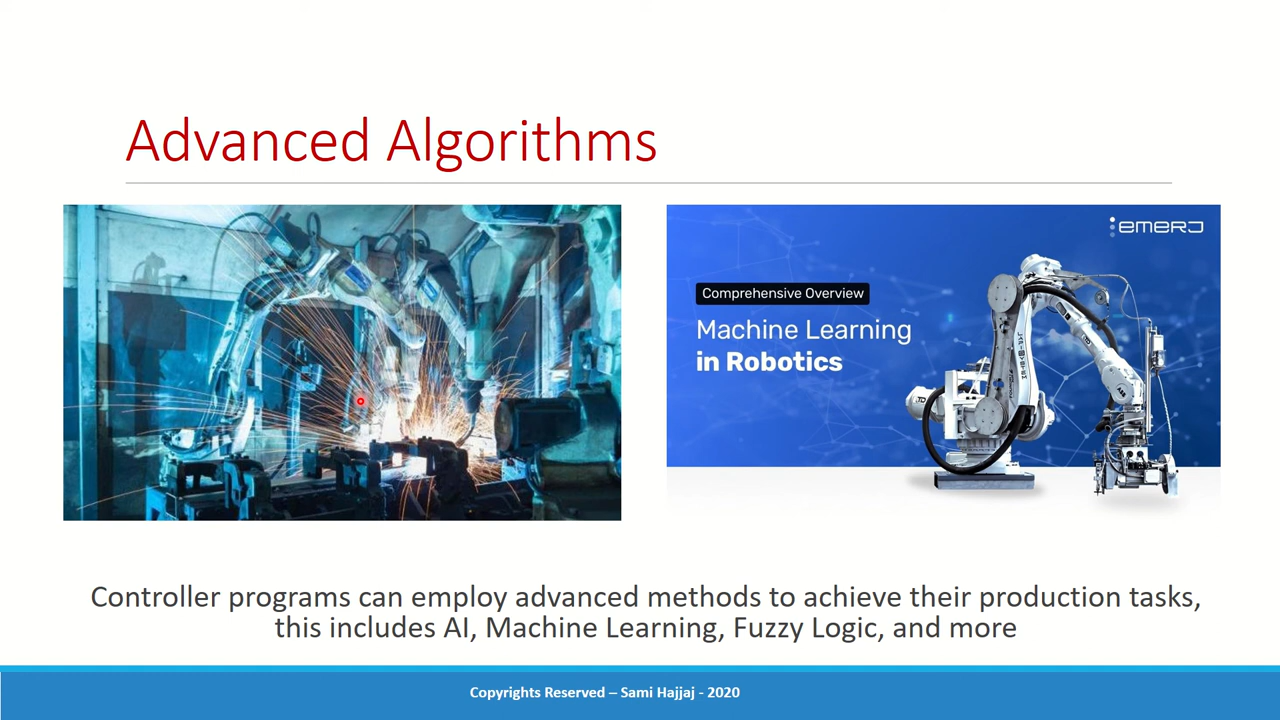 Advanced Algorithms
emerj
Comprehensive Overview
Machine Learning
in Robotics
Controller programs can employ advanced methods to achieve their production tasks,
this includes AI, Machine Learning, Fuzzy Logic, and more
Copyrights Reserved – Sami Hajjaj - 2020